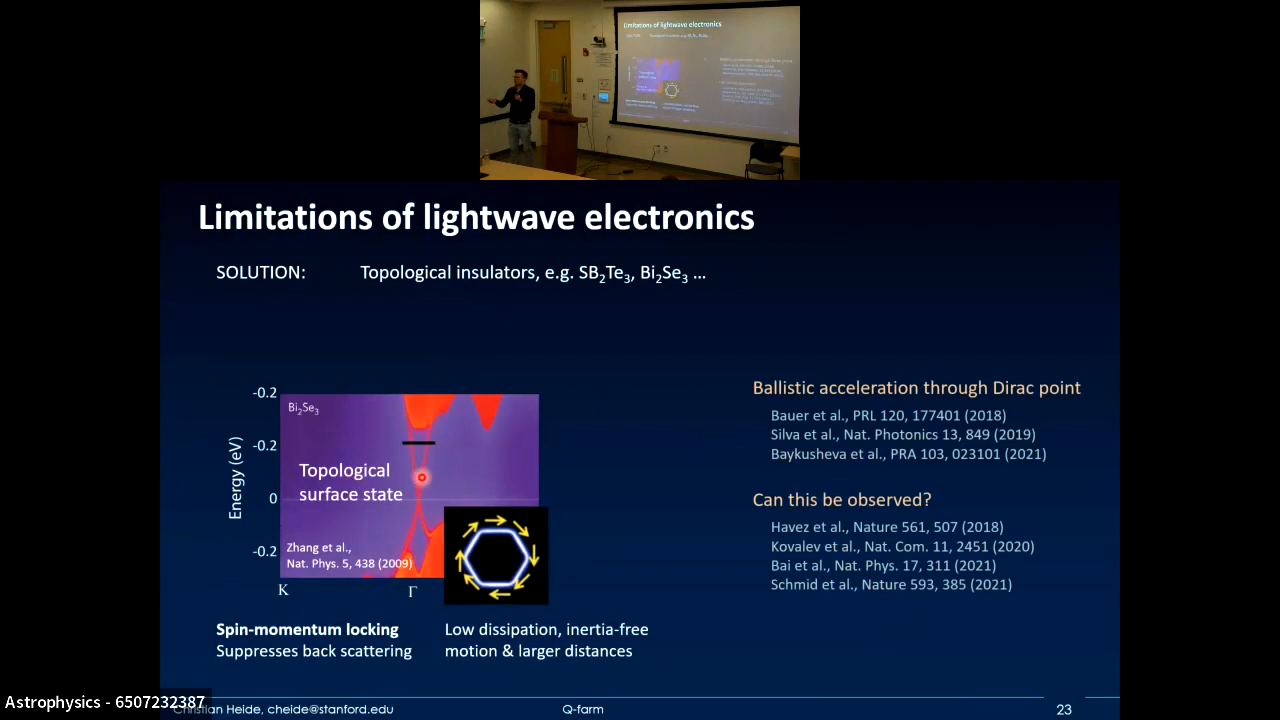 Limitations of lightwave electronics
Limitations of lightwave electronics
SOLUTION: Topological insulators, e.g. SB₂Te₃, Bi₂Se₃ ...
-0.2
Bi₂Se₃
-0.2
Energy (eV)
Topological
surface state
0
-0.2
Zhang et al.,
Nat. Phys. 5, 438 (2009)
K
Γ
Spin-momentum locking
Suppresses back scattering
Low dissipation, inertia-free
motion & larger distances
Ballistic acceleration through Dirac point
Bauer et al., PRL 120, 177401 (2018)
Silva et al., Nat. Photonics 13, 849 (2019)
Baykusheva et al., PRA 103, 023101 (2021)
Can this be observed?
Havez et al., Nature 561, 507 (2018)
Kovalev et al., Nat. Com. 11, 2451 (2020)
Bai et al., Nat. Phys. 17, 311 (2021)
Schmid et al., Nature 593, 385 (2021)
Astrophysics - 6507232387
Christian Heide, cheide@stanford.edu
Q-farm
23